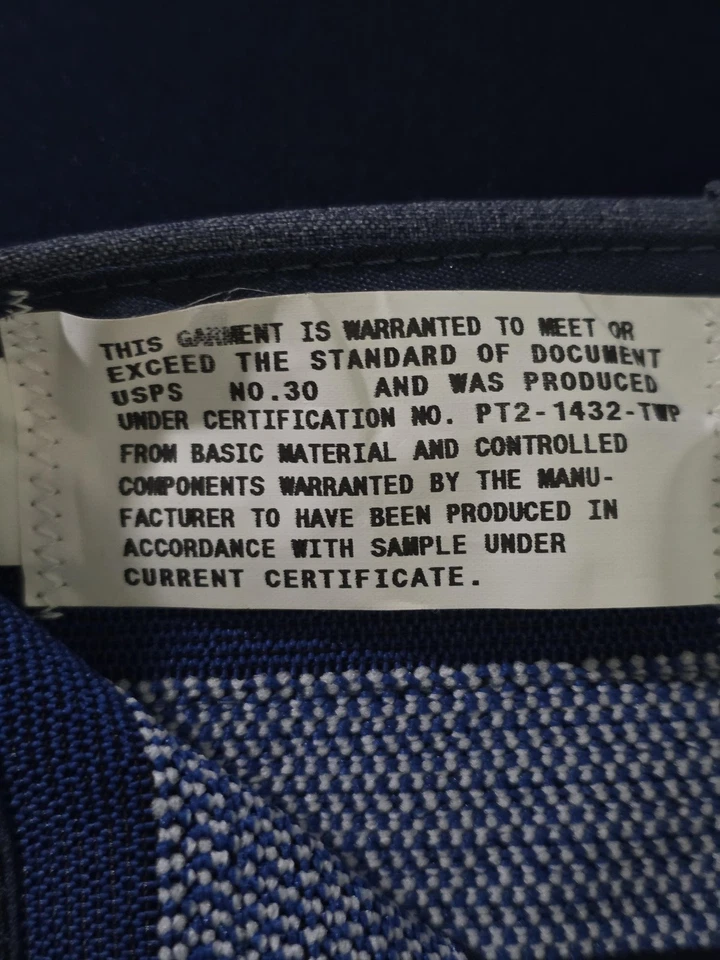 THIS GARMENT IS WARRANTED TO MEET OR
EXCEED THE STANDARD OF DOCUMENT
USPS NO.30 AND WAS PRODUCED
UNDER CERTIFICATION NO. PT2-1432-TWP
FROM BASIC MATERIAL AND CONTROLLED
COMPONENTS WARRANTED BY THE MANU-
FACTURER TO HAVE BEEN PRODUCED IN
ACCORDANCE WITH SAMPLE UNDER
CURRENT CERTIFICATE.